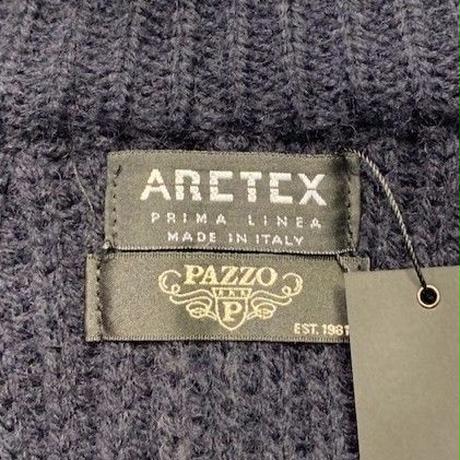 ARETEX
PRIMA LINEA
MADE IN ITALY
PAZZO
P
EST. 1981